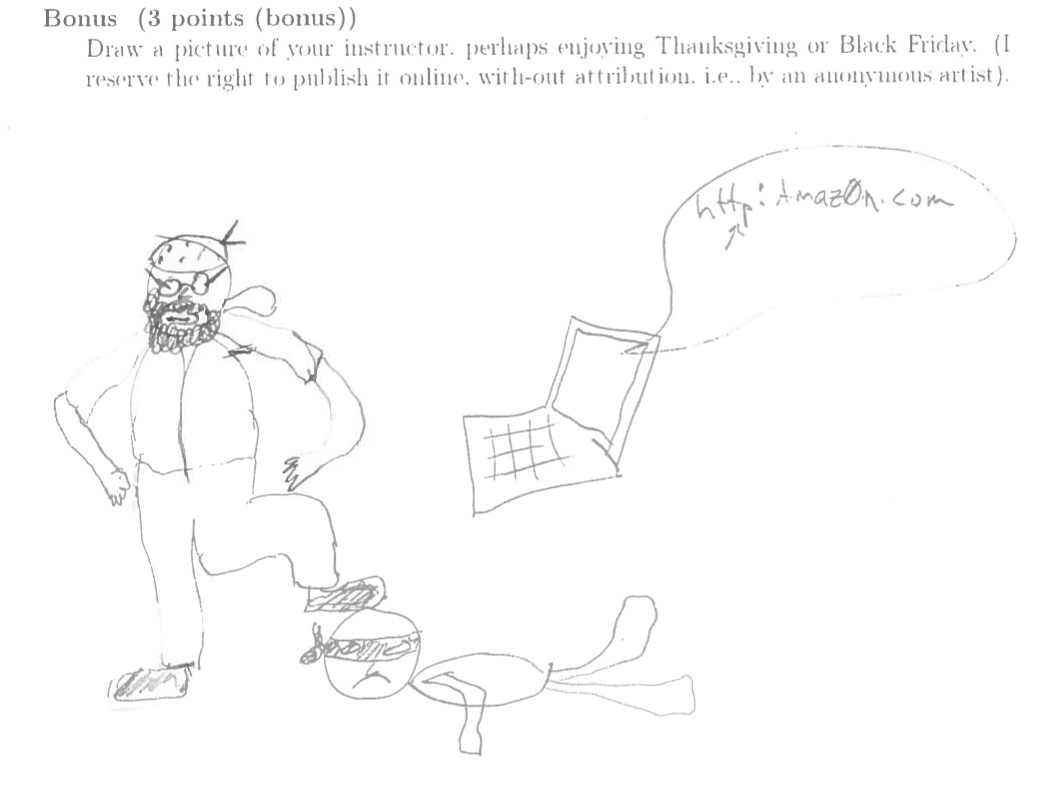 Bonus (3 points (bonus))
Draw a picture of your instructor, perhaps enjoying Thanksgiving or Black Friday. (I
reserve the right to publish it online, with-out attribution, i.e., by an anonymous artist).
http: Amaz0n.com